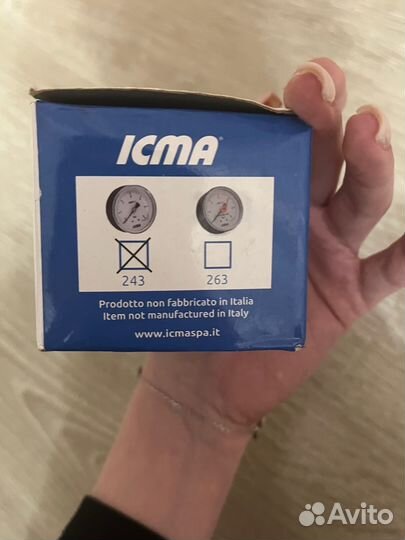 ICMA
243 263
Prodotto non fabbricato in Italia
Item not manufactured in Italy
www.icmaspa.it
Avito